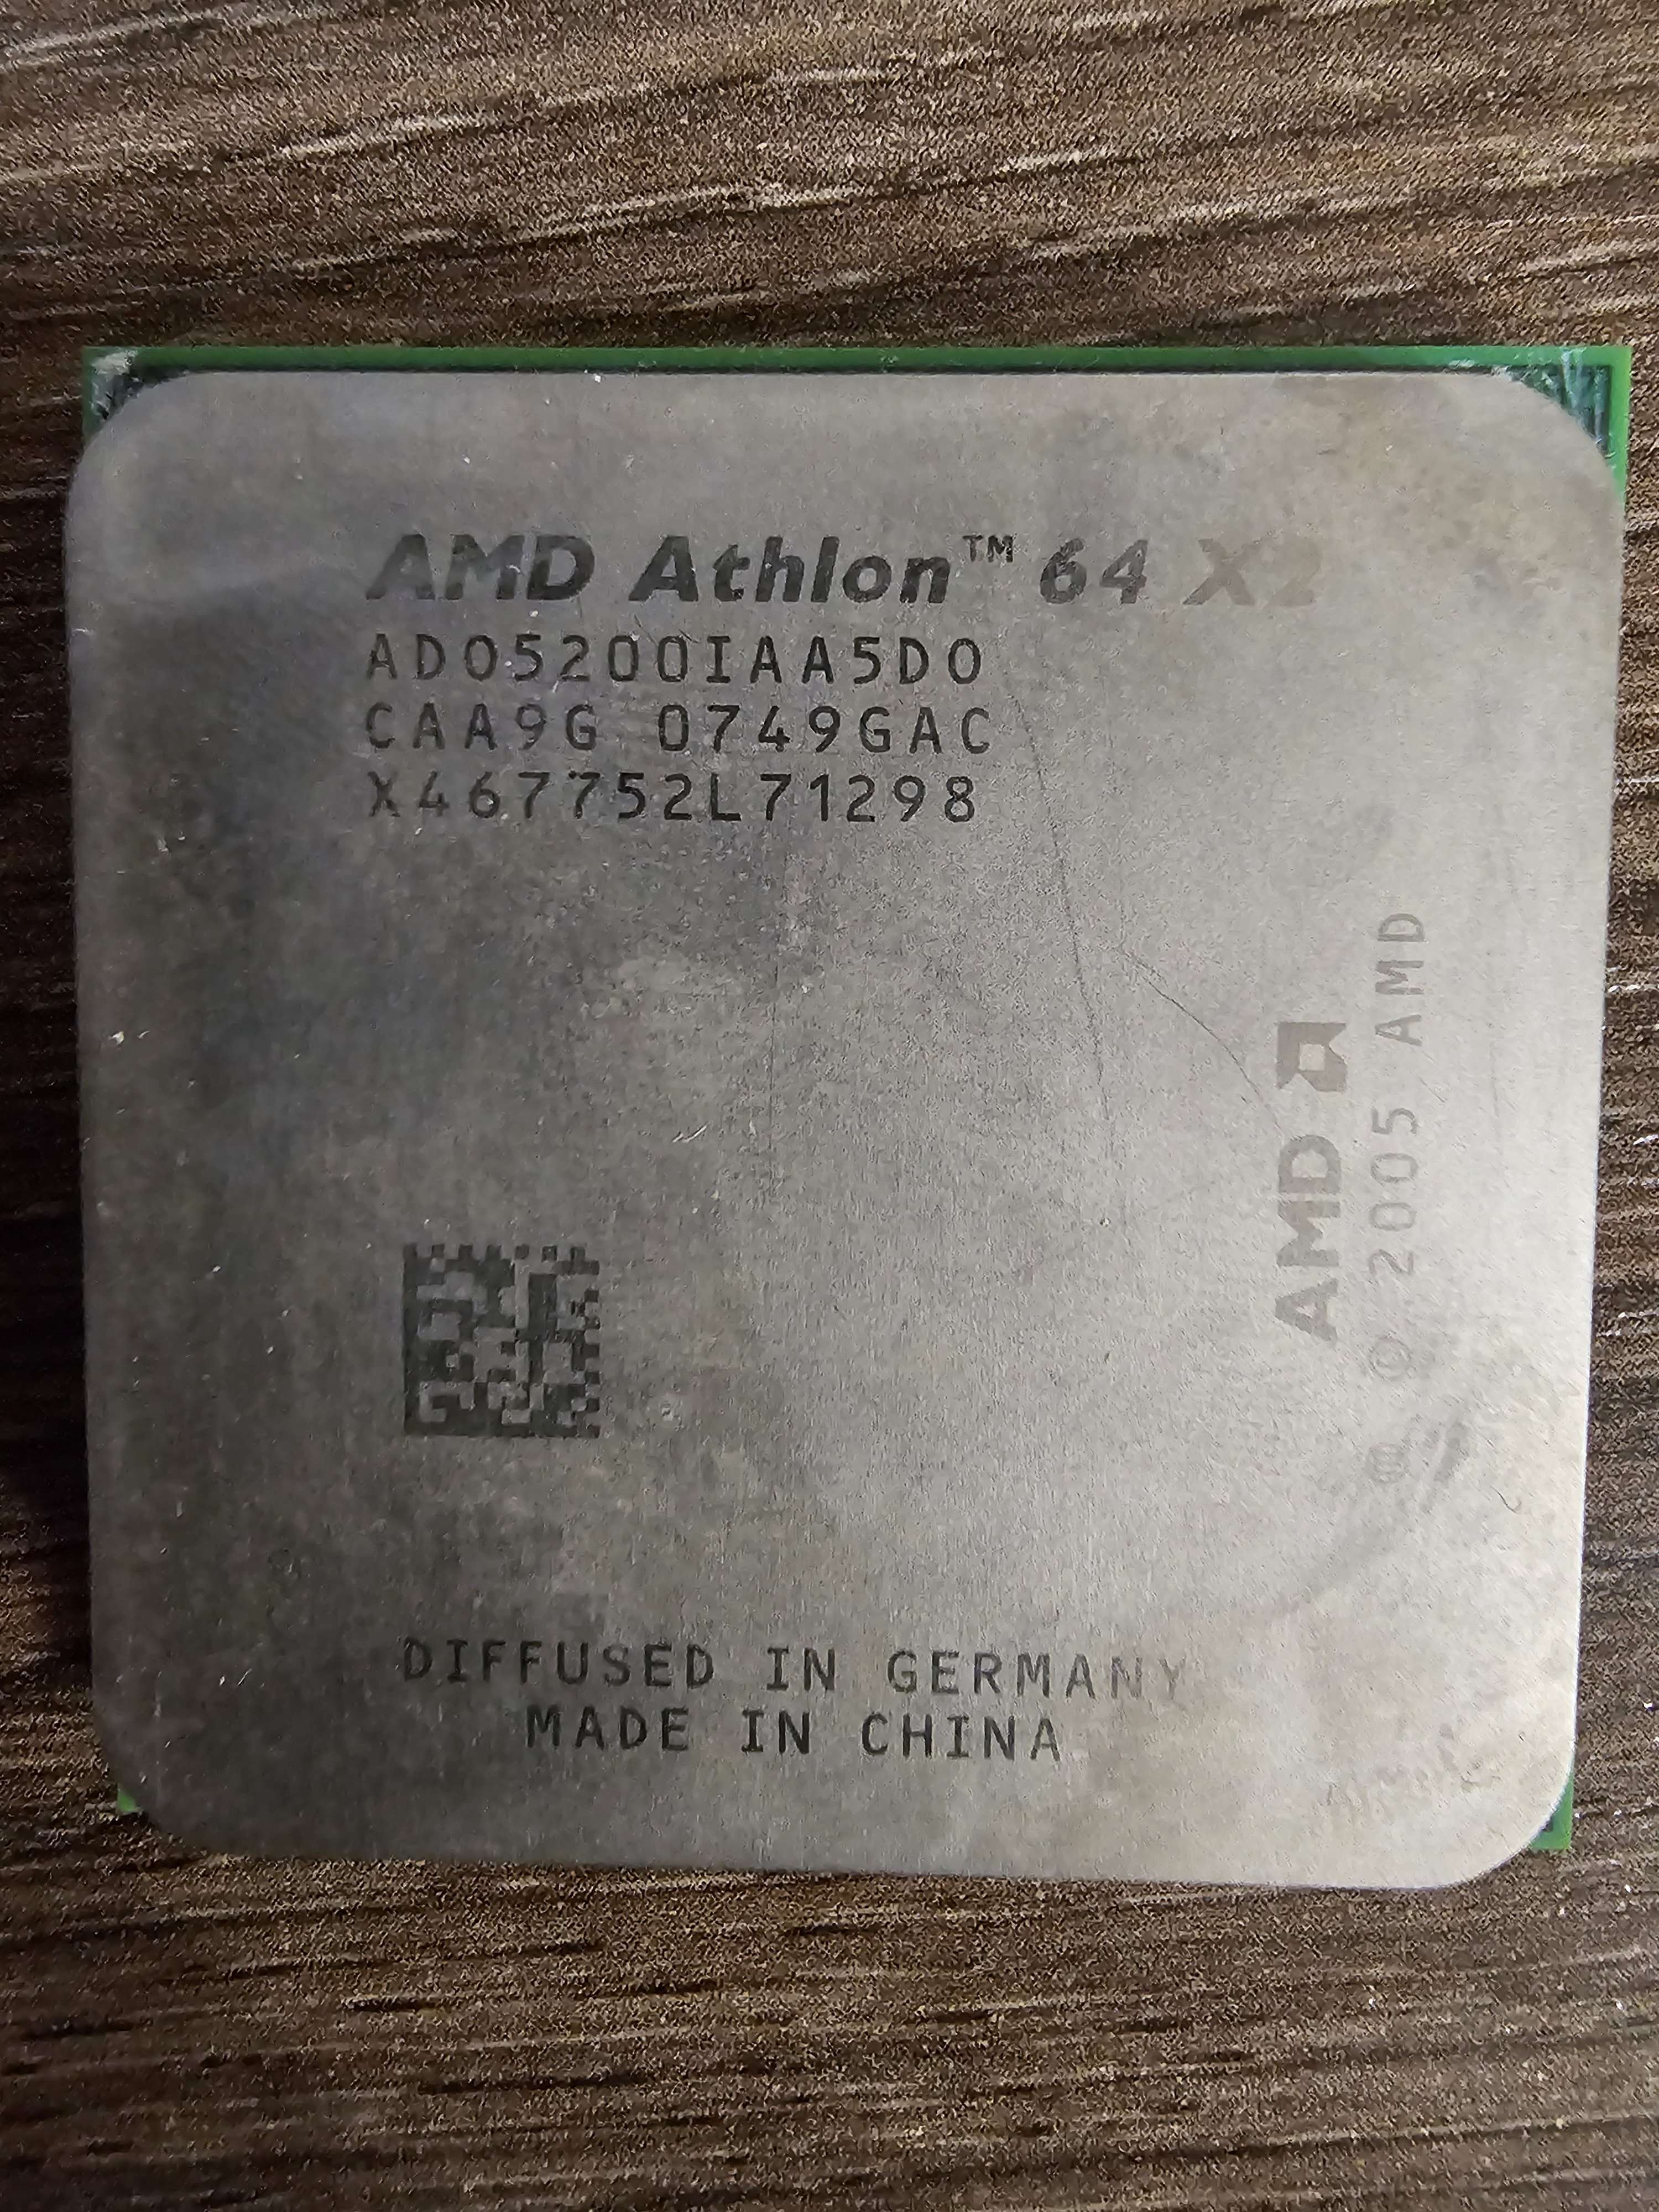 AMD Athlon™ 64 X2
ADO5200IAA5DO
CAA9G 0749GAC
X467752L71298
AMD
© 2005 AMD
DIFFUSED IN GERMANY
MADE IN CHINA